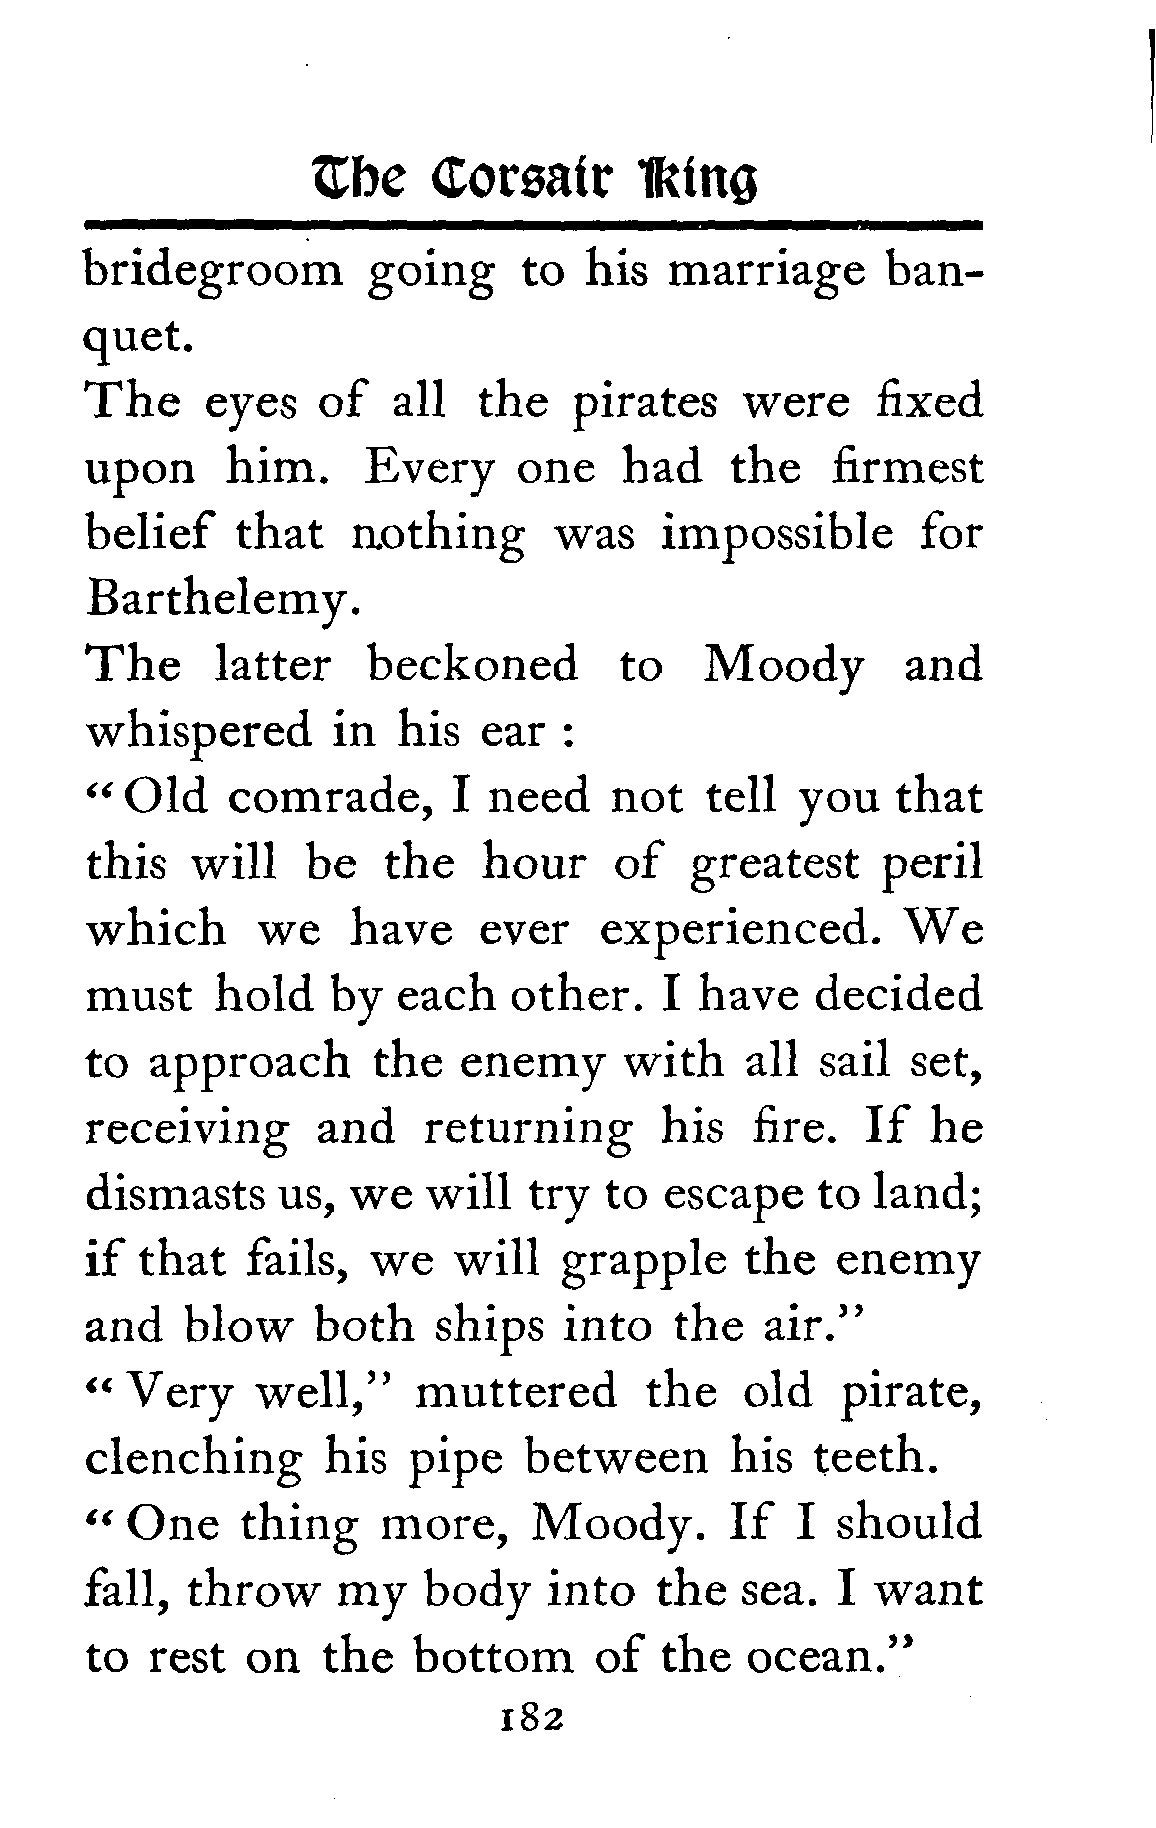 The Corsair King
bridegroom going to his marriage ban-
quet.
The eyes of all the pirates were fixed
upon him. Every one had the firmest
belief that nothing was impossible for
Barthelemy.
The latter beckoned to Moody and
whispered in his ear :
“ Old comrade, I need not tell you that
this will be the hour of greatest peril
which we have ever experienced. We
must hold by each other. I have decided
to approach the enemy with all sail set,
receiving and returning his fire. If he
dismasts us, we will try to escape to land;
if that fails, we will grapple the enemy
and blow both ships into the air.”
“ Very well,” muttered the old pirate,
clenching his pipe between his teeth.
“ One thing more, Moody. If I should
fall, throw my body into the sea. I want
to rest on the bottom of the ocean.”
182